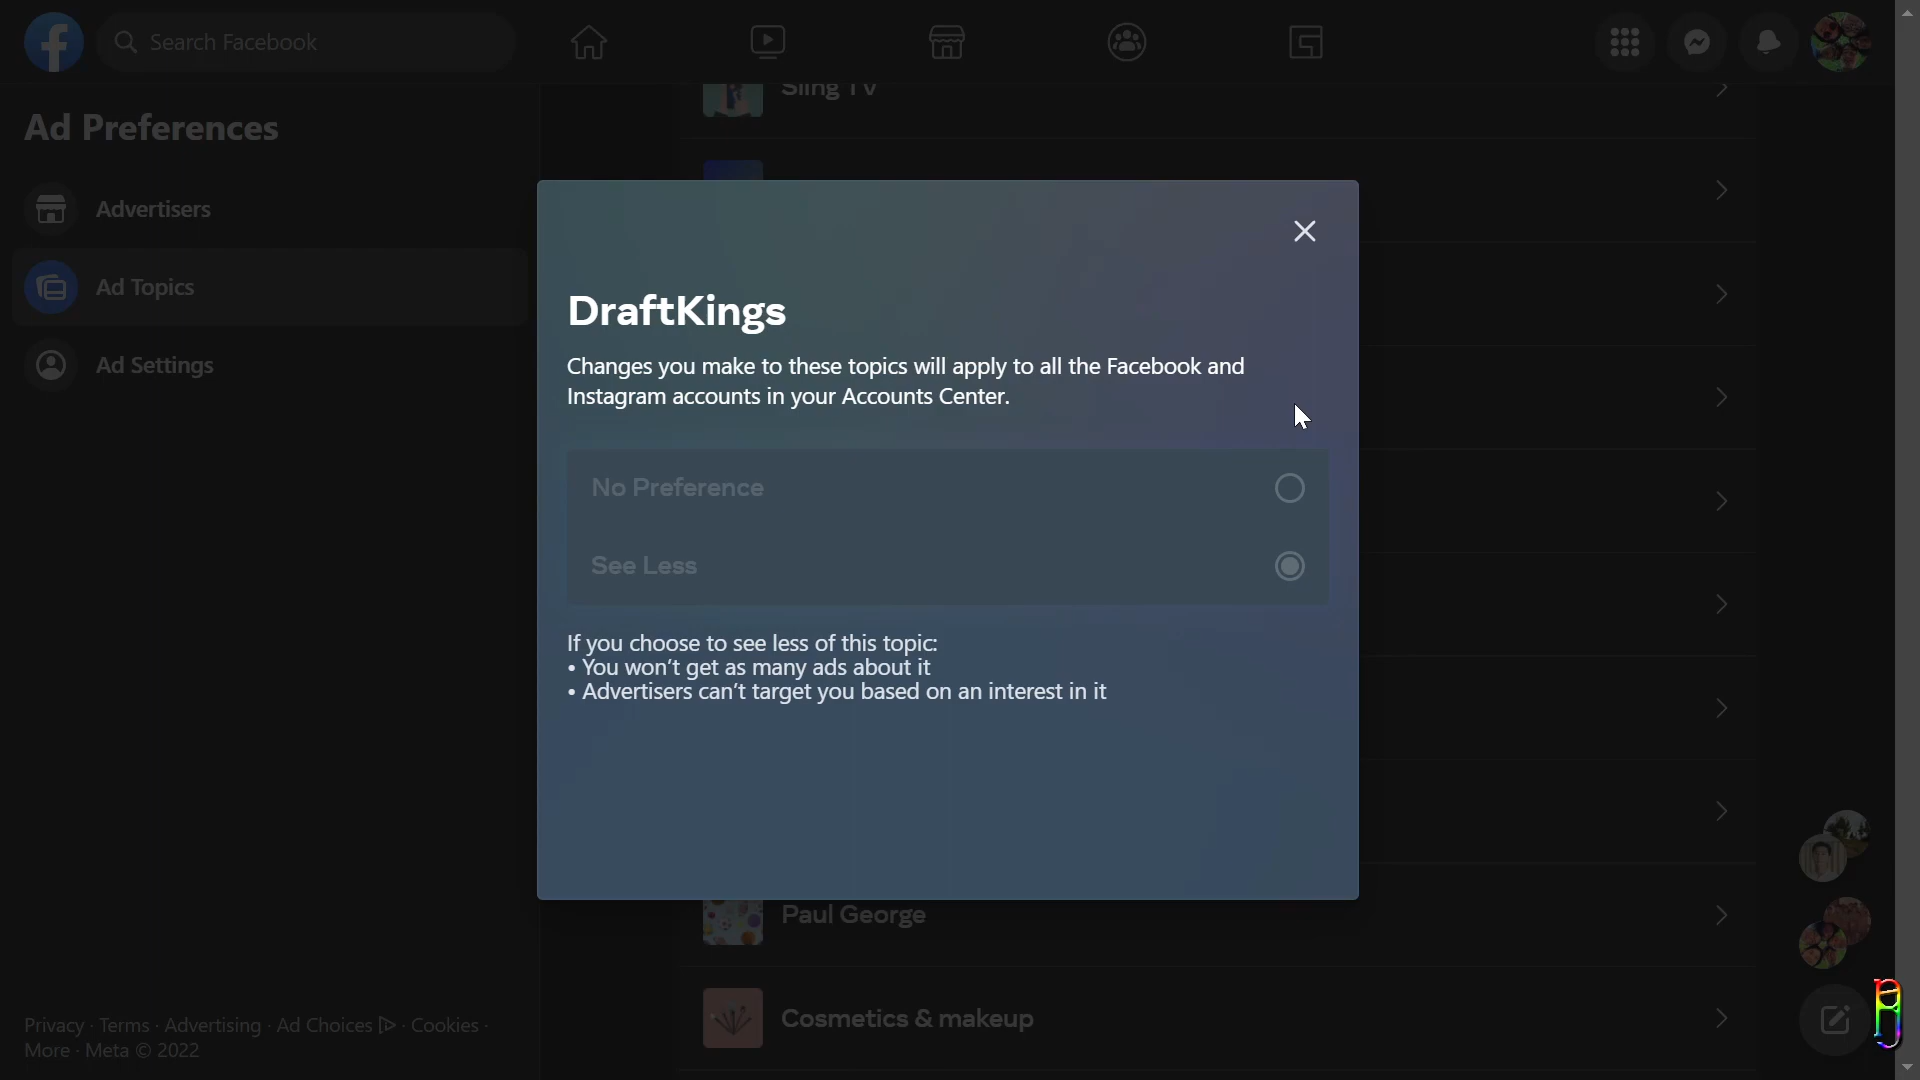 Search Facebook
Ad Preferences
Advertisers
Ad Topics
Ad Settings
Privacy · Terms · Advertising · Ad Choices · Cookies ·
More · Meta © 2022
Sling TV
DraftKings
Changes you make to these topics will apply to all the Facebook and
Instagram accounts in your Accounts Center.
No Preference
See Less
If you choose to see less of this topic:
• You won't get as many ads about it
• Advertisers can't target you based on an interest in it
Paul George
Cosmetics & makeup